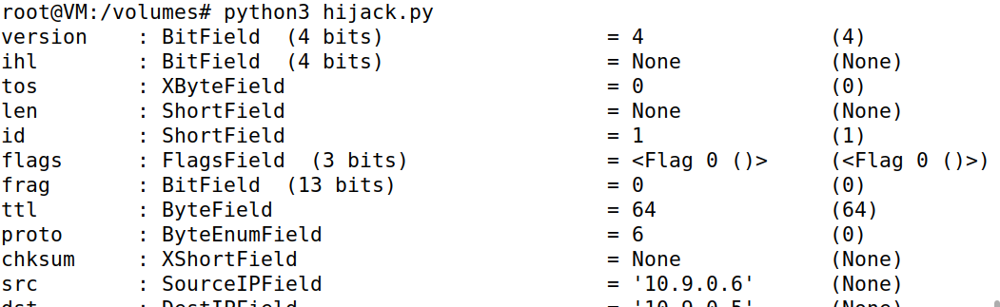 root@VM:/volumes# python3 hijack.py
version    : BitField  (4 bits)                  = 4               (4)
ihl        : BitField  (4 bits)                  = None            (None)
tos        : XByteField                          = 0               (0)
len        : ShortField                          = None            (None)
id         : ShortField                          = 1               (1)
flags      : FlagsField  (3 bits)                = <Flag 0 ()>     (<Flag 0 ()>)
frag       : BitField  (13 bits)                 = 0               (0)
ttl        : ByteField                           = 64              (64)
proto      : ByteEnumField                       = 6               (0)
chksum     : XShortField                         = None            (None)
src        : SourceIPField                       = '10.9.0.6'      (None)
dst        : DestIPField                         = '10.9.0.5'      (None)